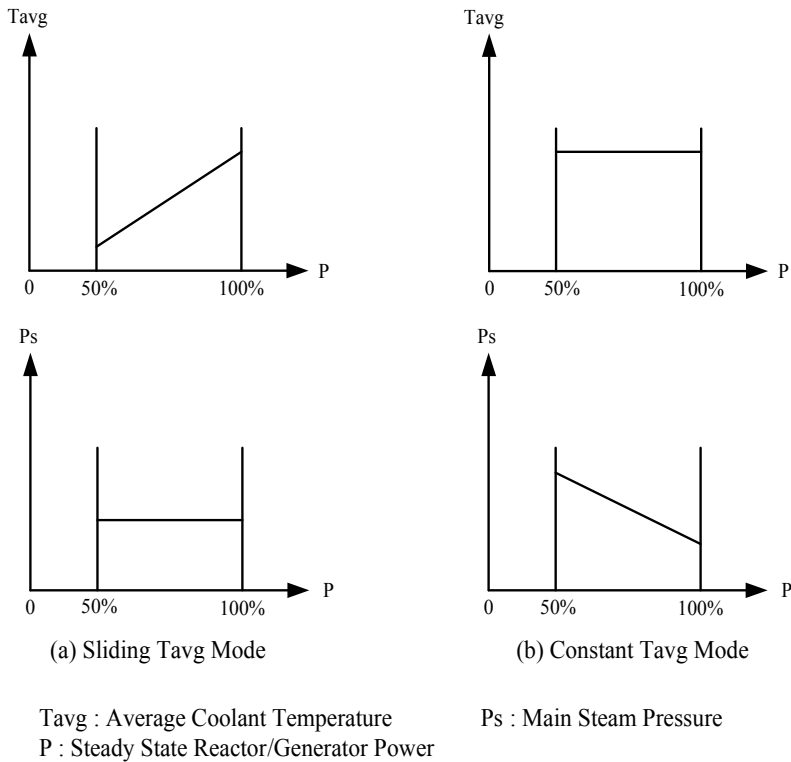 Tavg
Tavg
0
50%
100%
P
0
50%
100%
P
Ps
Ps
0
50%
100%
P
0
50%
100%
P
(a) Sliding Tavg Mode
(b) Constant Tavg Mode
Tavg : Average Coolant Temperature
Ps : Main Steam Pressure
P : Steady State Reactor/Generator Power